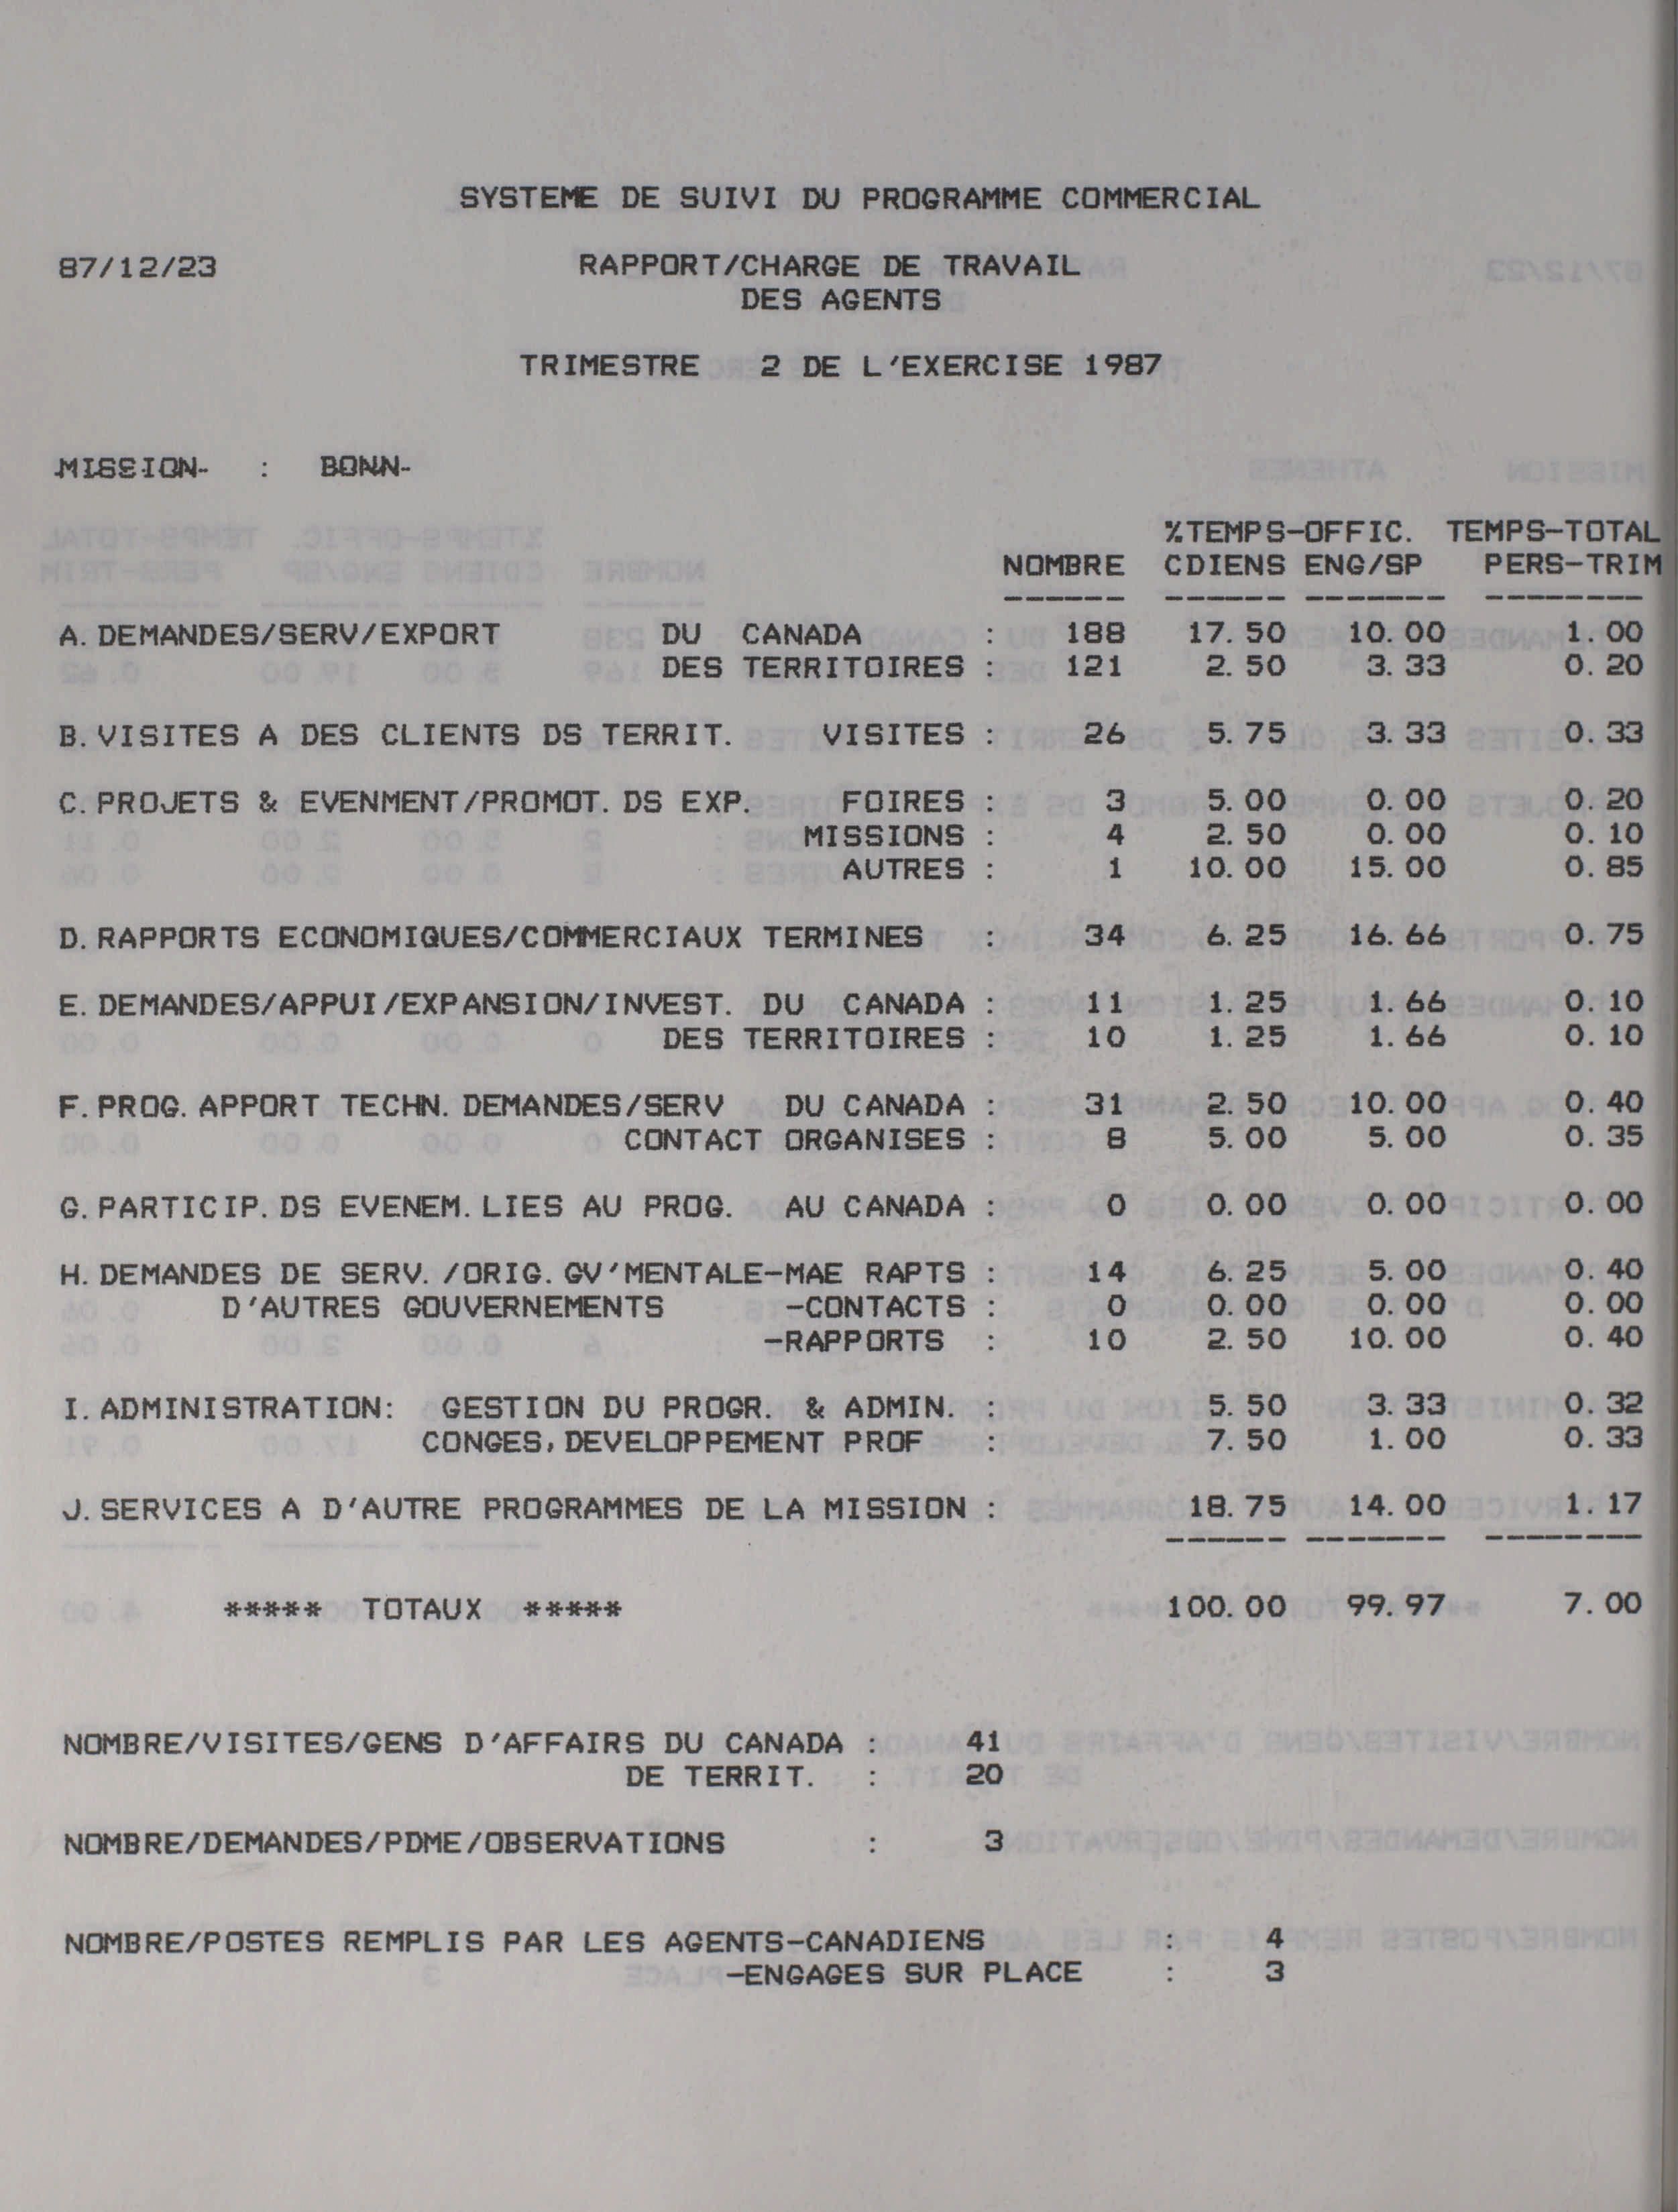 SYSTEME DE SUIVI DU PROGRAMME COMMERCIAL
87/12/23 RAPPORT/CHARGE DE TRAVAIL
DES AGENTS
TRIMESTRE 2 DE L'EXERCISE 1987
MISSION- : BONN-
%TEMPS-OFFIC. TEMPS-TOTAL
NOMBRE CDIENS ENG/SP PERS-TRIM
------ ------ ------- --------
A. DEMANDES/SERV/EXPORT DU CANADA : 188 17.50 10.00 1.00
DES TERRITOIRES : 121 2.50 3.33 0.20
B. VISITES A DES CLIENTS DS TERRIT. VISITES : 26 5.75 3.33 0.33
C. PROJETS & EVENMENT/PROMOT. DS EXP. FOIRES : 3 5.00 0.00 0.20
MISSIONS : 4 2.50 0.00 0.10
AUTRES : 1 10.00 15.00 0.85
D. RAPPORTS ECONOMIQUES/COMMERCIAUX TERMINES : 34 6.25 16.66 0.75
E. DEMANDES/APPUI/EXPANSION/INVEST. DU CANADA : 11 1.25 1.66 0.10
DES TERRITOIRES : 10 1.25 1.66 0.10
F. PROG. APPORT TECHN. DEMANDES/SERV DU CANADA : 31 2.50 10.00 0.40
CONTACT ORGANISES : 8 5.00 5.00 0.35
G. PARTICIP. DS EVENEM. LIES AU PROG. AU CANADA : 0 0.00 0.00 0.00
H. DEMANDES DE SERV. /ORIG. GV'MENTALE-MAE RAPTS : 14 6.25 5.00 0.40
D'AUTRES GOUVERNEMENTS -CONTACTS : 0 0.00 0.00 0.00
-RAPPORTS : 10 2.50 10.00 0.40
I. ADMINISTRATION: GESTION DU PROGR. & ADMIN. : 5.50 3.33 0.32
CONGES, DEVELOPPEMENT PROF : 7.50 1.00 0.33
J. SERVICES A D'AUTRE PROGRAMMES DE LA MISSION : 18.75 14.00 1.17
------ ------- --------
***** TOTAUX ***** 100.00 99.97 7.00
NOMBRE/VISITES/GENS D'AFFAIRS DU CANADA : 41
DE TERRIT. : 20
NOMBRE/DEMANDES/PDME/OBSERVATIONS : 3
NOMBRE/POSTES REMPLIS PAR LES AGENTS-CANADIENS : 4
-ENGAGES SUR PLACE : 3